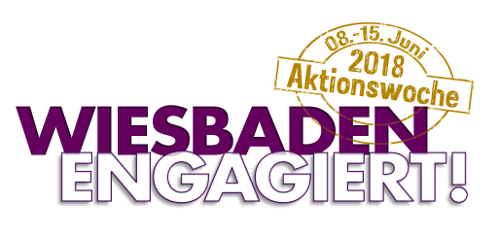 08.-15. Juni
2018
Aktionswoche
WIESBADEN
ENGAGIERT!